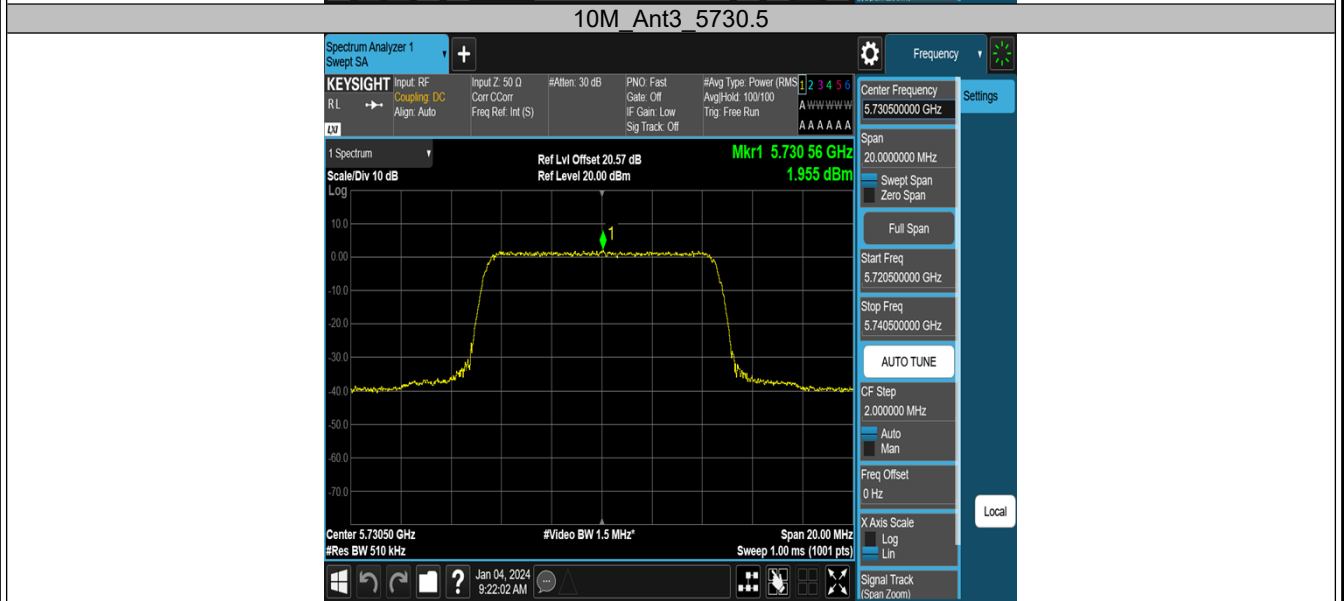 10M_Ant3_5730.5
Spectrum Analyzer 1
Swept SA
+
Frequency
KEYSIGHT
RL
LXI
Input: RF
Coupling: DC
Align: Auto
Input Z: 50 Ω
Corr CCorr
Freq Ref: Int (S)
#Atten: 30 dB
PNO: Fast
Gate: Off
IF Gain: Low
Sig Track: Off
#Avg Type: Power (RMS
Avg|Hold: 100/100
Trig: Free Run
1 2 3 4 5 6
A W W W W W
A A A A A A
1 Spectrum
Scale/Div 10 dB
Log
Ref Lvl Offset 20.57 dB
Ref Level 20.00 dBm
Mkr1 5.730 56 GHz
1.955 dBm
1
10.0
0.00
-10.0
-20.0
-30.0
-40.0
-50.0
-60.0
-70.0
Center 5.73050 GHz
#Res BW 510 kHz
#Video BW 1.5 MHz*
Span 20.00 MHz
Sweep 1.00 ms (1001 pts)
Center Frequency
5.730500000 GHz
Settings
Span
20.0000000 MHz
Swept Span
Zero Span
Full Span
Start Freq
5.720500000 GHz
Stop Freq
5.740500000 GHz
AUTO TUNE
CF Step
2.000000 MHz
Auto
Man
Freq Offset
0 Hz
X Axis Scale
Log
Lin
Local
Signal Track
(Span Zoom)
?
Jan 04, 2024
9:22:02 AM